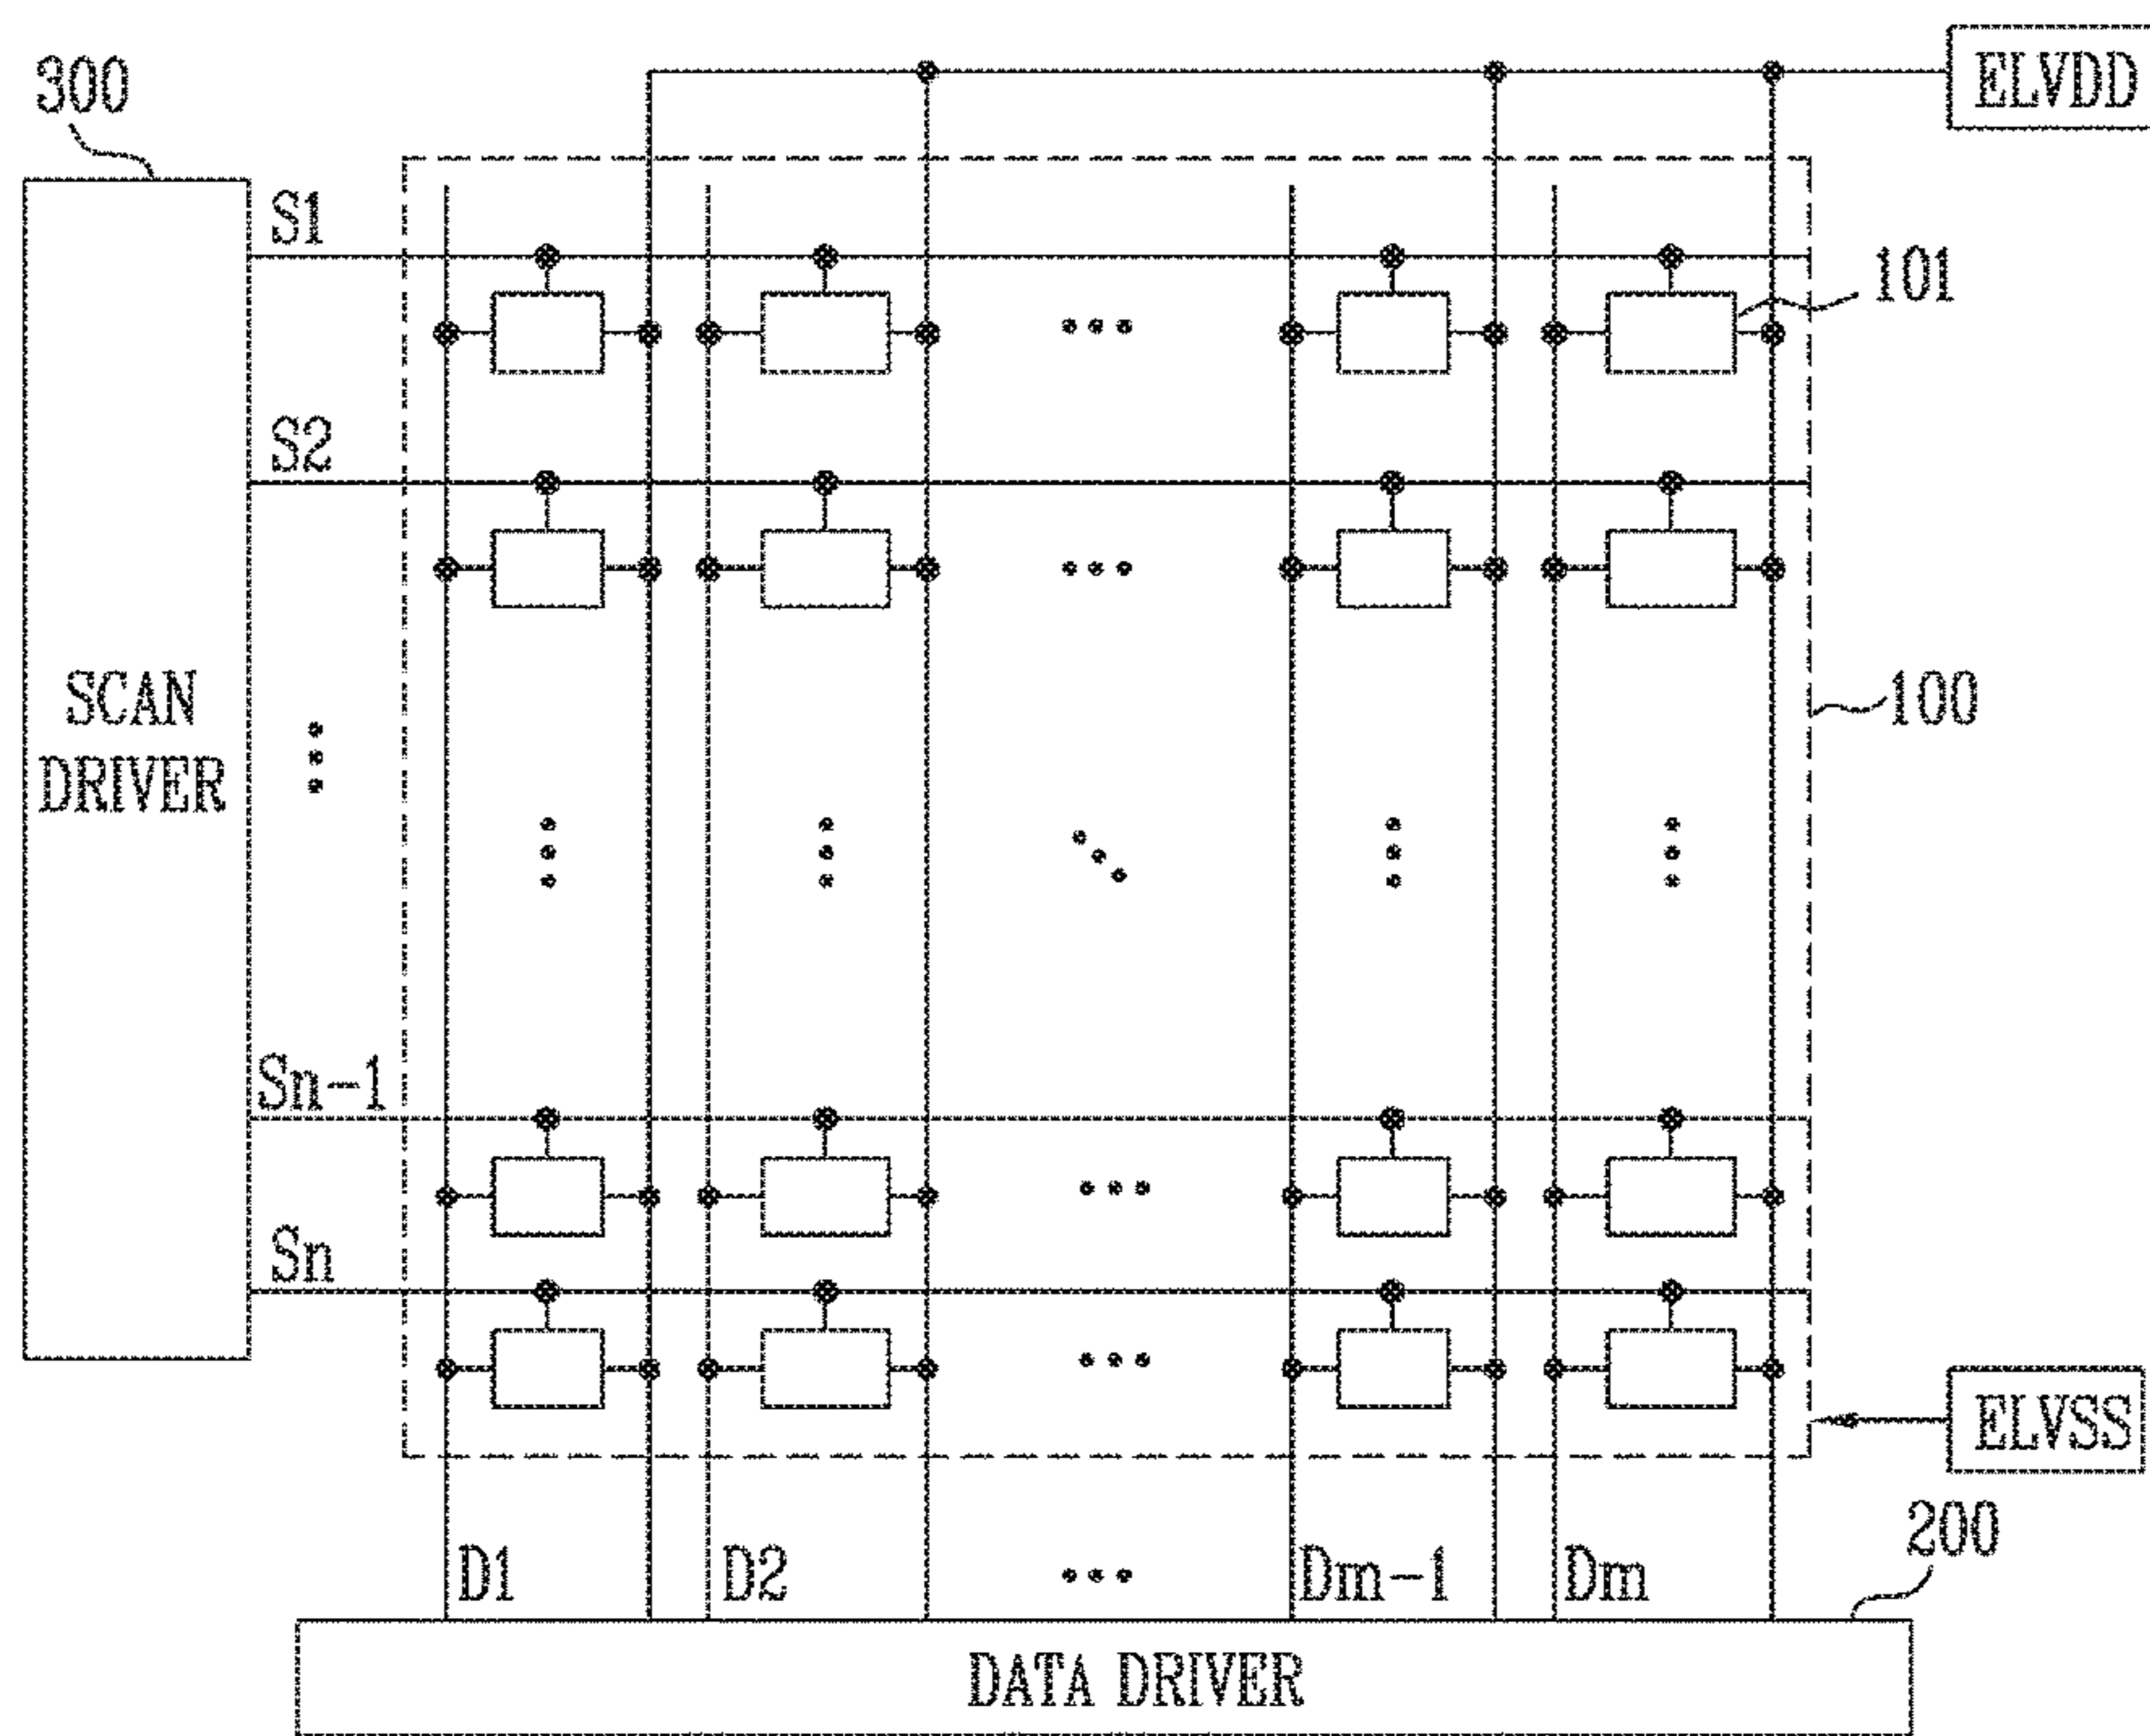 ELVDD
300
S1
101
S2
SCAN
DRIVER
100
Sn-1
Sn
ELVSS
200
D1 D2 Dm-1 Dm
DATA DRIVER